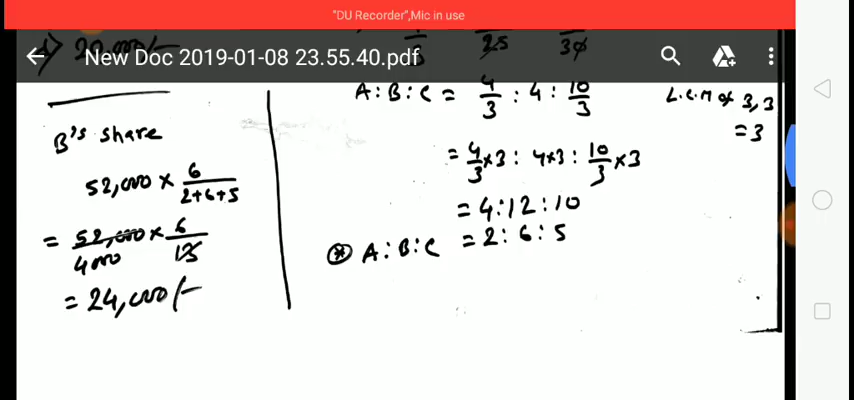 "DU Recorder",Mic in use
New Doc 2019-01-08 23.55.40.pdf
25
A:B:C = 4/3 : 4 : 10/3
L.C.M of 3,3
= 3
= 4/3 ×3 : 4×3 : 10/3 ×3
= 4:12:10
* A:B:C = 2:6:5
B's share
52,000 × 6/2+6+5
= 52,000 × 6/13
4000
= 24,000/-